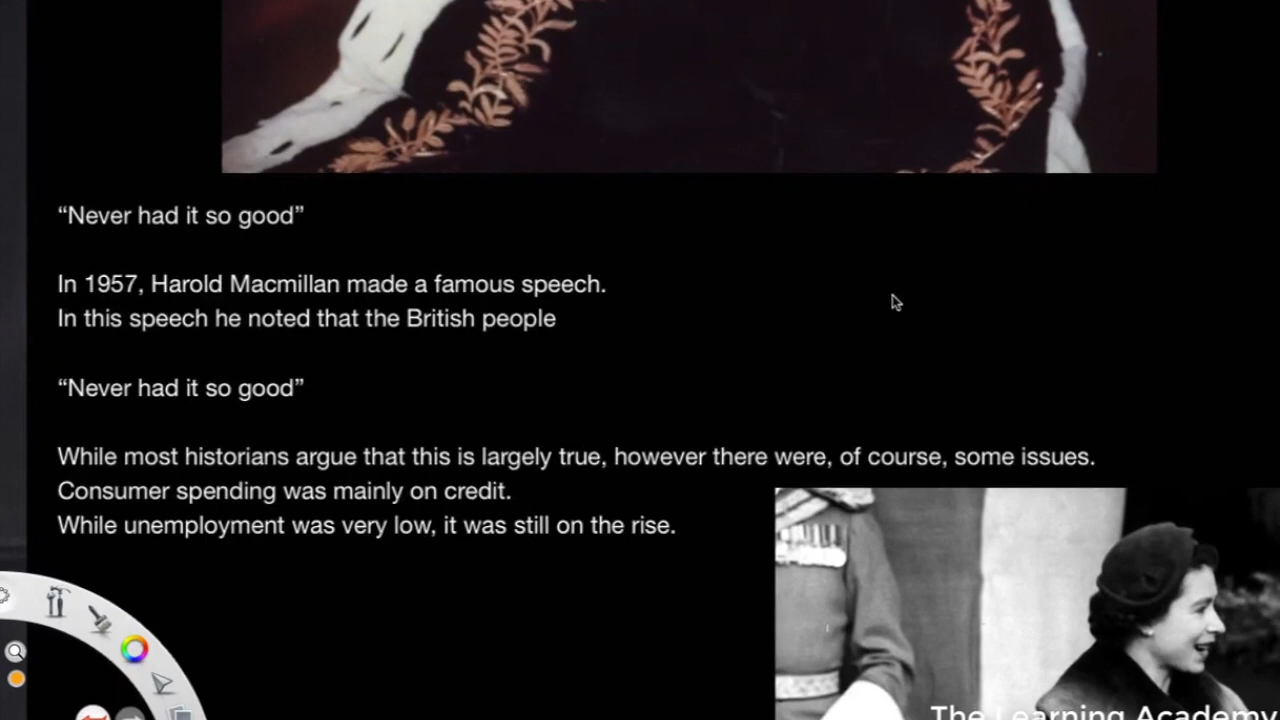 “Never had it so good”
In 1957, Harold Macmillan made a famous speech.
In this speech he noted that the British people
“Never had it so good”
While most historians argue that this is largely true, however there were, of course, some issues.
Consumer spending was mainly on credit.
While unemployment was very low, it was still on the rise.
The Learning Academy